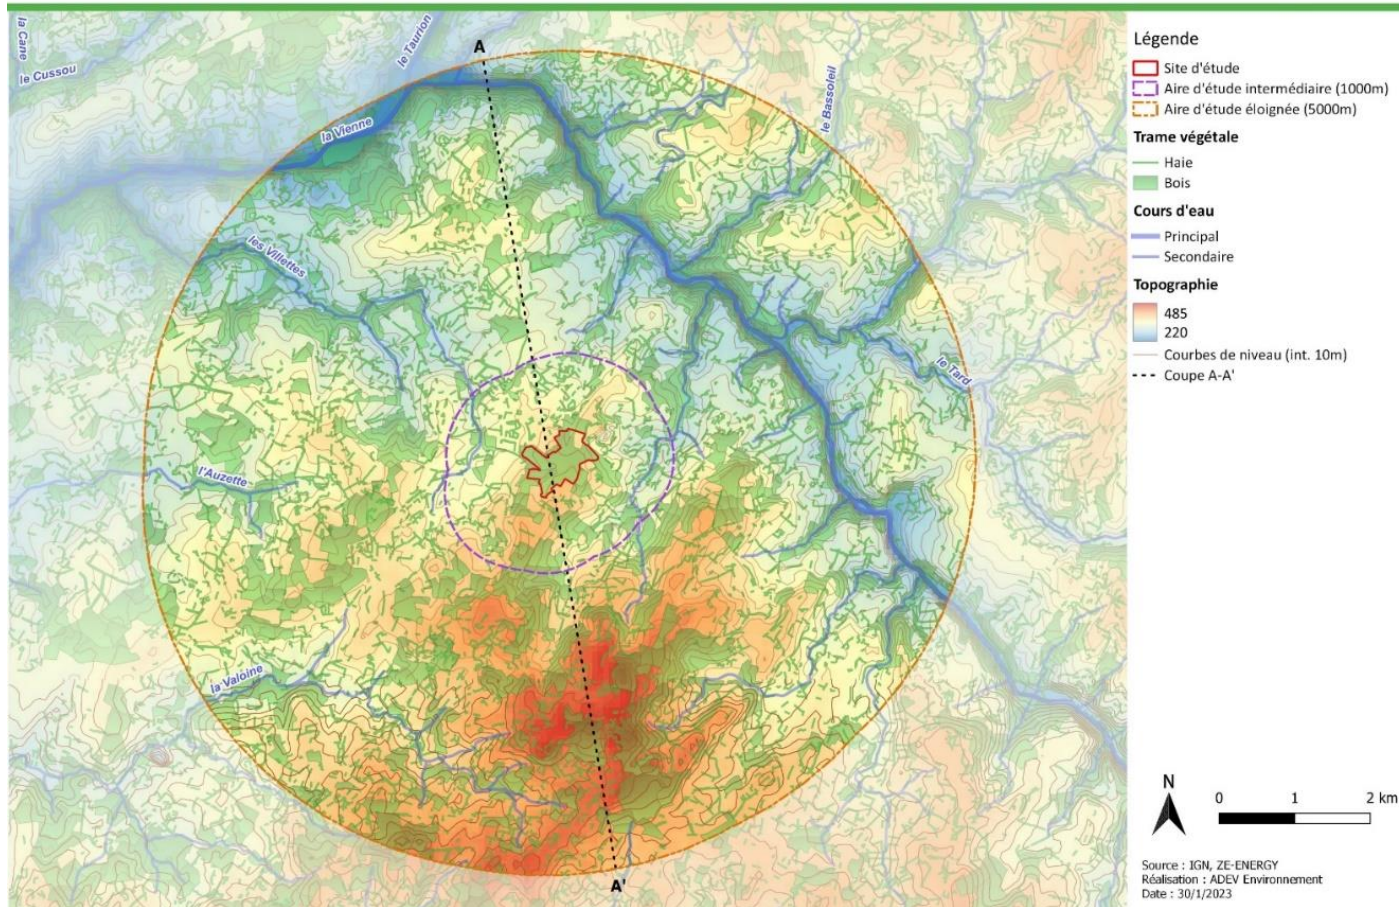 la Cane
le Cussou
le Taurion
A
la Vienne
le Bassoleil
les Villettes
le Tard
l'Auzette
la Valoine
A'
Légende
Site d'étude
Aire d'étude intermédiaire (1000m)
Aire d'étude éloignée (5000m)
Trame végétale
Haie
Bois
Cours d'eau
Principal
Secondaire
Topographie
485
220
Courbes de niveau (int. 10m)
Coupe A-A'
N
0 1 2 km
Source : IGN, ZE-ENERGY
Réalisation : ADEV Environnement
Date : 30/1/2023